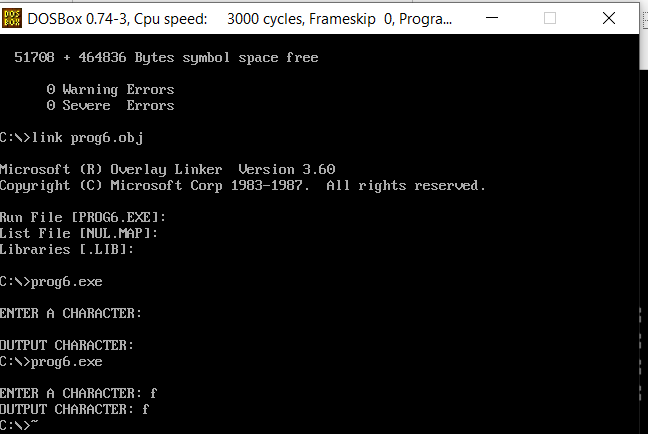 DOS
BOX
DOSBox 0.74-3, Cpu speed: 3000 cycles, Frameskip 0, Progra...
51708 + 464836 Bytes symbol space free
0 Warning Errors
0 Severe Errors
C:\>link prog6.obj
Microsoft (R) Overlay Linker Version 3.60
Copyright (C) Microsoft Corp 1983-1987. All rights reserved.
Run File [PROG6.EXE]:
List File [NUL.MAP]:
Libraries [.LIB]:
C:\>prog6.exe
ENTER A CHARACTER:
OUTPUT CHARACTER:
C:\>prog6.exe
ENTER A CHARACTER: f
OUTPUT CHARACTER: f
C:\>~